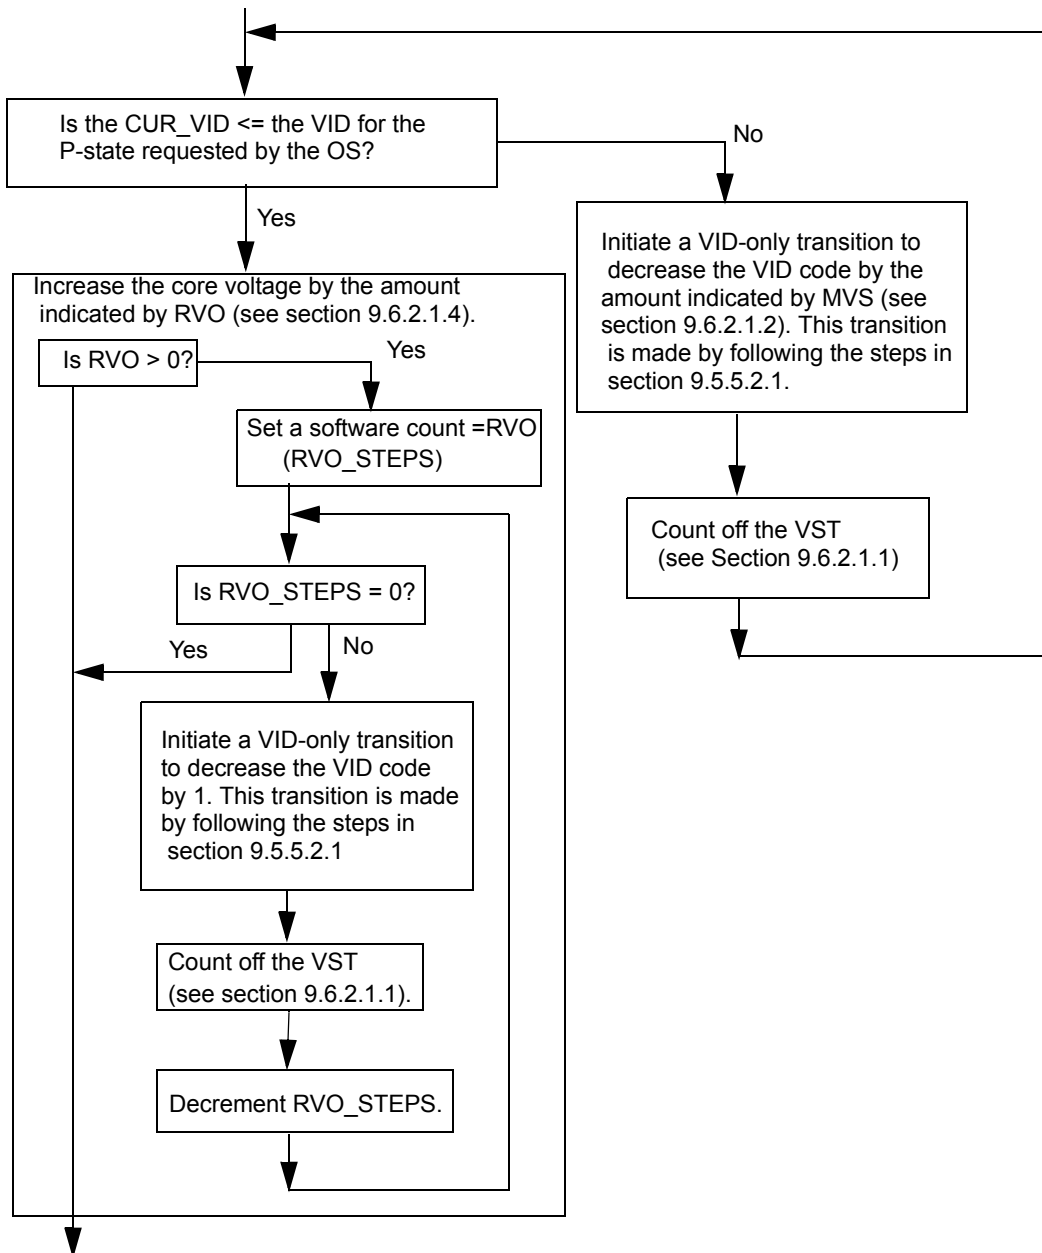 Is the CUR_VID <= the VID for the
P-state requested by the OS?
No
Yes
Initiate a VID-only transition to
decrease the VID code by the
amount indicated by MVS (see
section 9.6.2.1.2). This transition
is made by following the steps in
section 9.5.5.2.1.
Increase the core voltage by the amount
indicated by RVO (see section 9.6.2.1.4).
Is RVO > 0?
Yes
Set a software count =RVO
(RVO_STEPS)
Count off the VST
(see Section 9.6.2.1.1)
Is RVO_STEPS = 0?
Yes
No
Initiate a VID-only transition
to decrease the VID code
by 1. This transition is made
by following the steps in
section 9.5.5.2.1
Count off the VST
(see section 9.6.2.1.1).
Decrement RVO_STEPS.